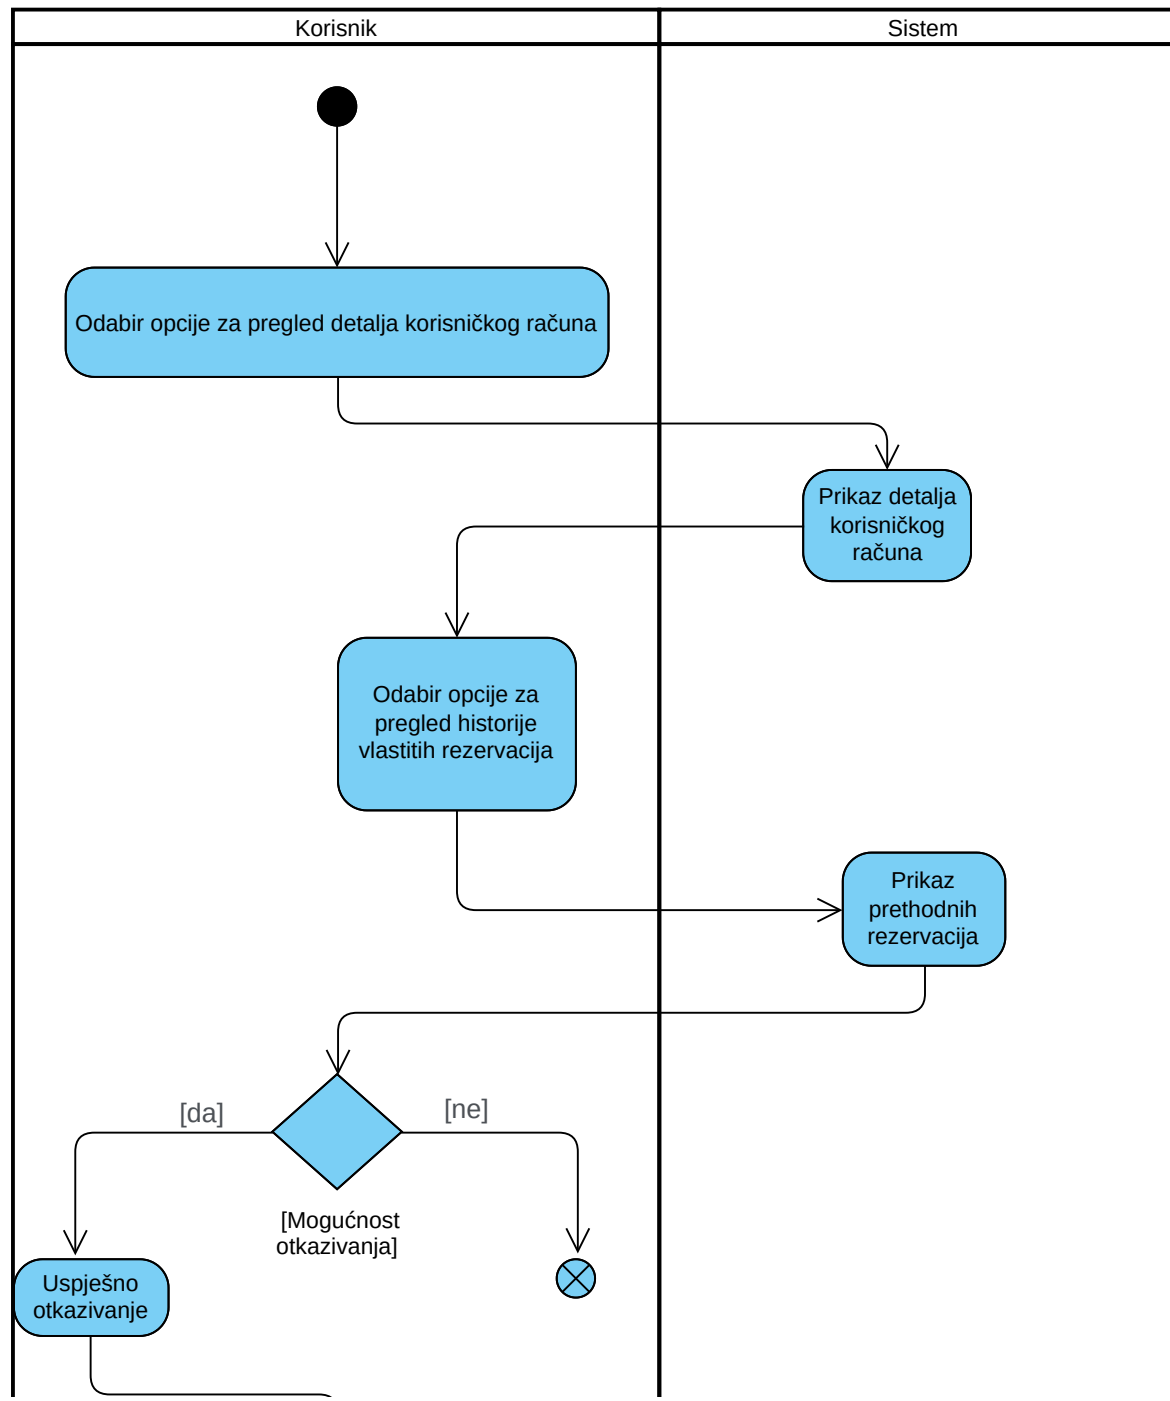 Korisnik
Sistem
Odabir opcije za pregled detalja korisničkog računa
Prikaz detalja
korisničkog
računa
Odabir opcije za
pregled historije
vlastitih rezervacija
Prikaz
prethodnih
rezervacija
[da]
[ne]
[Mogućnost
otkazivanja]
Uspješno
otkazivanje